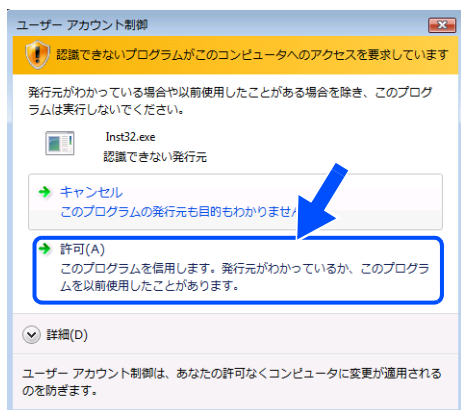 ユーザー アカウント制御
認識できないプログラムがこのコンピュータへのアクセスを要求しています
発行元がわかっている場合や以前使用したことがある場合を除き、このプログ
ラムは実行しないでください。
Inst32.exe
認識できない発行元
キャンセル
このプログラムの発行元も目的もわかりません
許可(A)
このプログラムを信用します。発行元がわかっているか、このプログラ
ムを以前使用したことがあります。
詳細(D)
ユーザー アカウント制御は、あなたの許可なくコンピュータに変更が適用される
のを防ぎます。